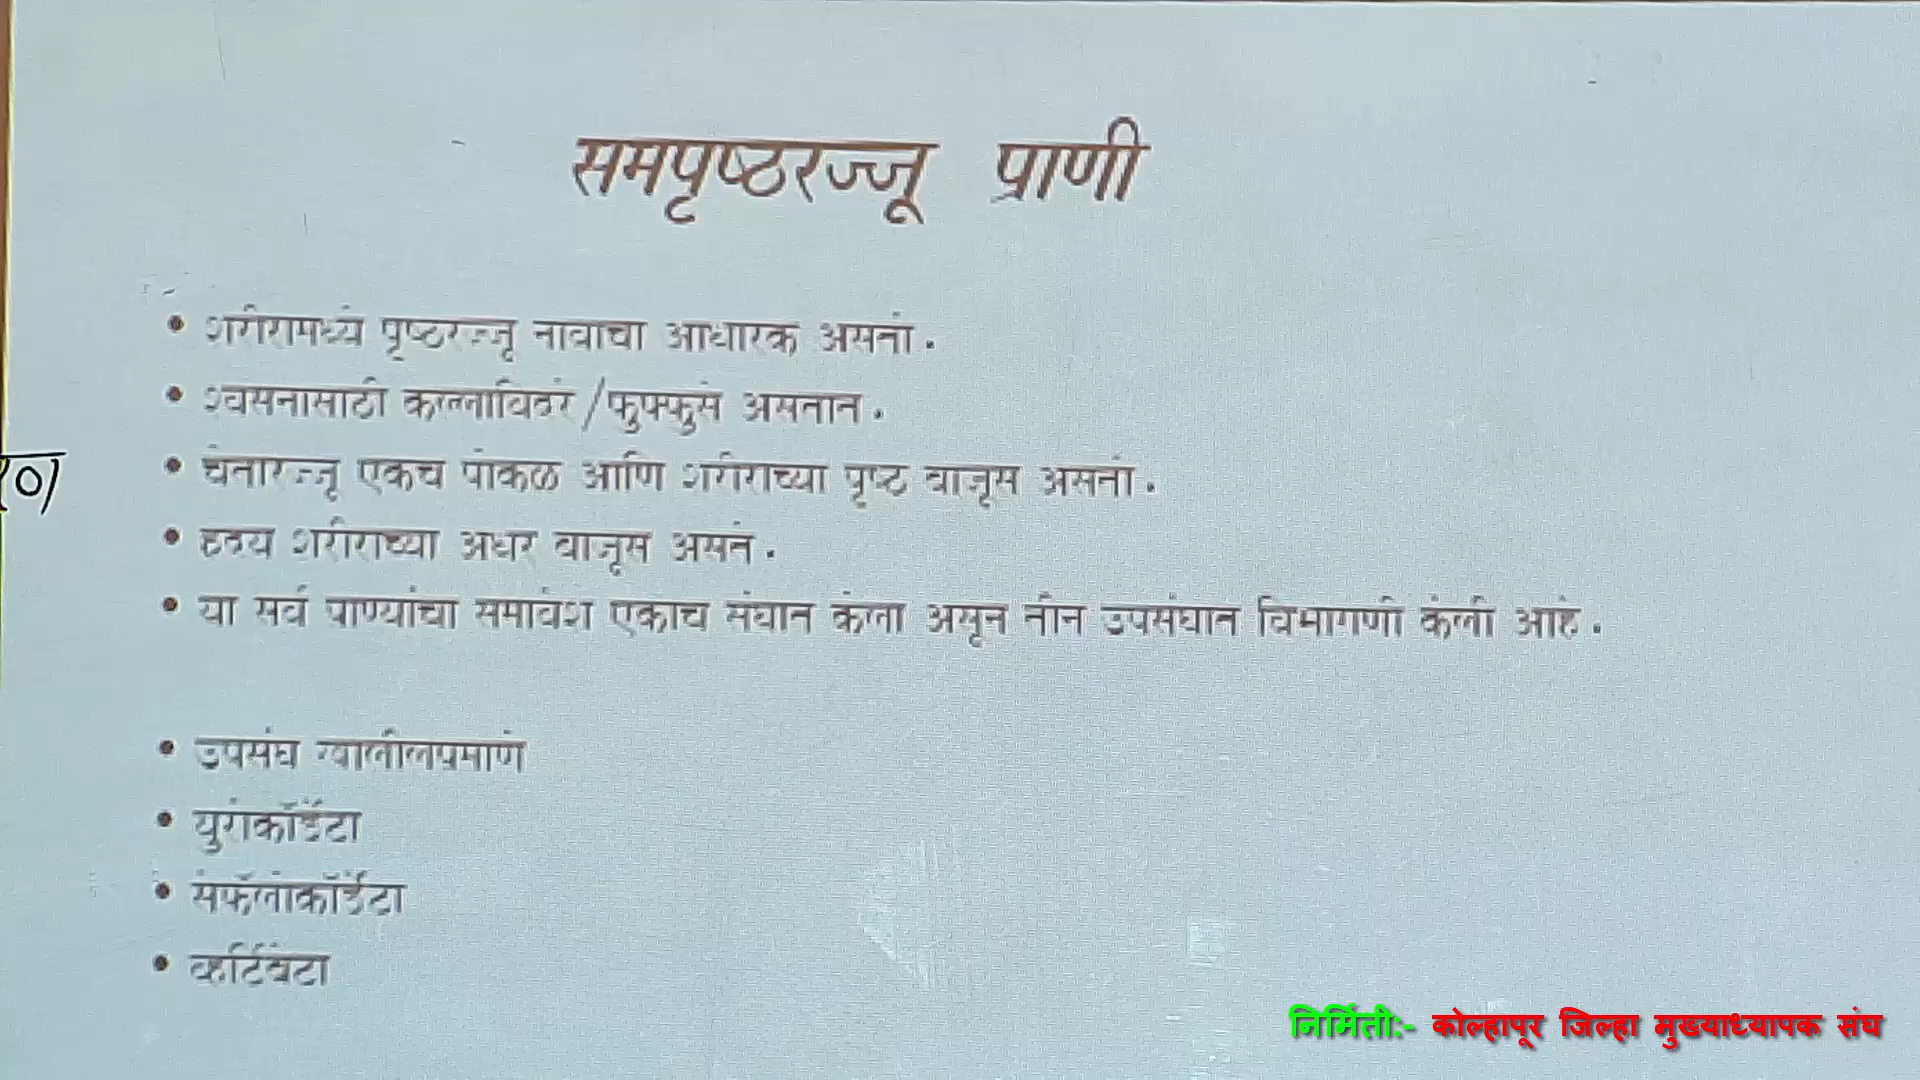 समपृष्ठरज्जू प्राणी
• शरीरामध्ये पृष्ठरज्जू नावाचा आधारक असतो.
• श्वसनासाठी कल्लाविदरे/फुफ्फुसे असतात.
• चेतारज्जू एकच पोकळ आणि शरीराच्या पृष्ठ बाजूस असतो.
• हृदय शरीराच्या अधर बाजूस असते.
• या सर्व प्राण्यांचा समावेश एकाच संघात केला असून तीन उपसंघात विभागणी केली आहे.
• उपसंघ खालीलप्रमाणे
• युरोकॉर्डेटा
• सेफॅलोकॉर्डेटा
• व्हर्टिब्रेटा
निर्मिती:- कोल्हापूर जिल्हा मुख्याध्यापक संघ